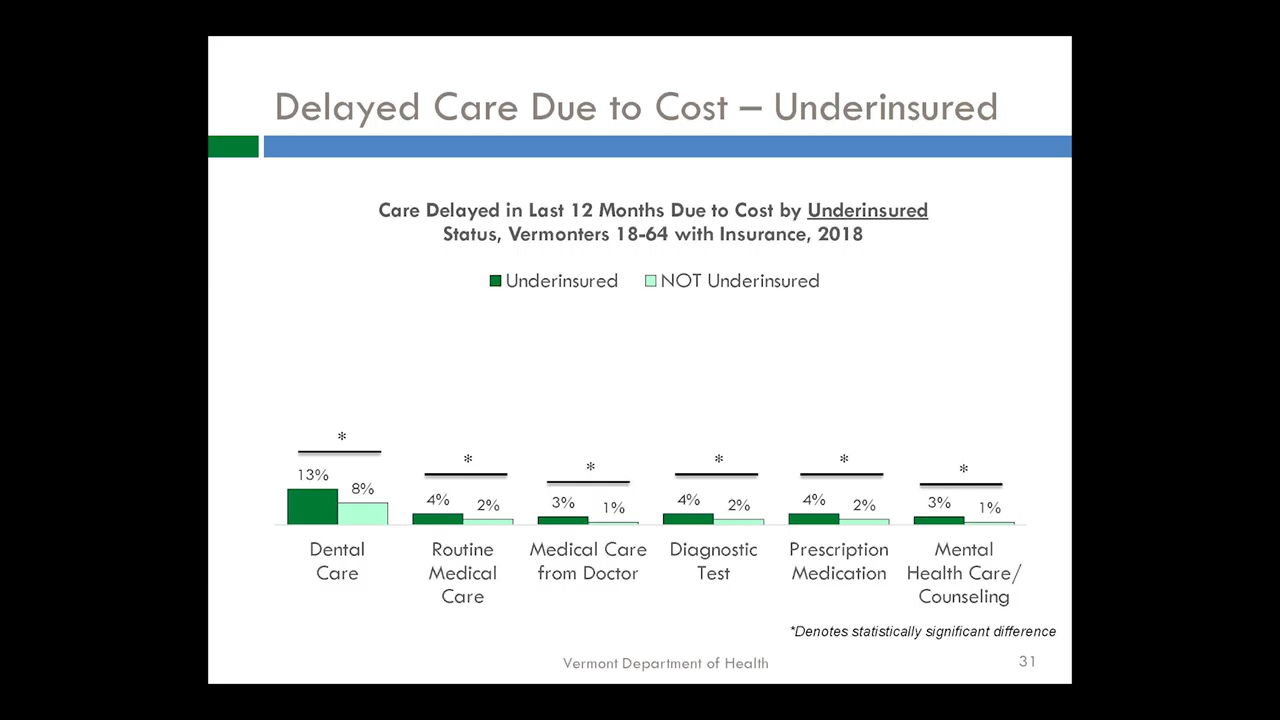 Delayed Care Due to Cost – Underinsured
Care Delayed in Last 12 Months Due to Cost by Underinsured
Status, Vermonters 18-64 with Insurance, 2018
Underinsured NOT Underinsured
*
*
*
*
*
*
13%
8%
4%
2%
3%
1%
4%
2%
4%
2%
3%
1%
Dental
Care
Routine
Medical
Care
Medical Care
from Doctor
Diagnostic
Test
Prescription
Medication
Mental
Health Care/
Counseling
*Denotes statistically significant difference
Vermont Department of Health
31